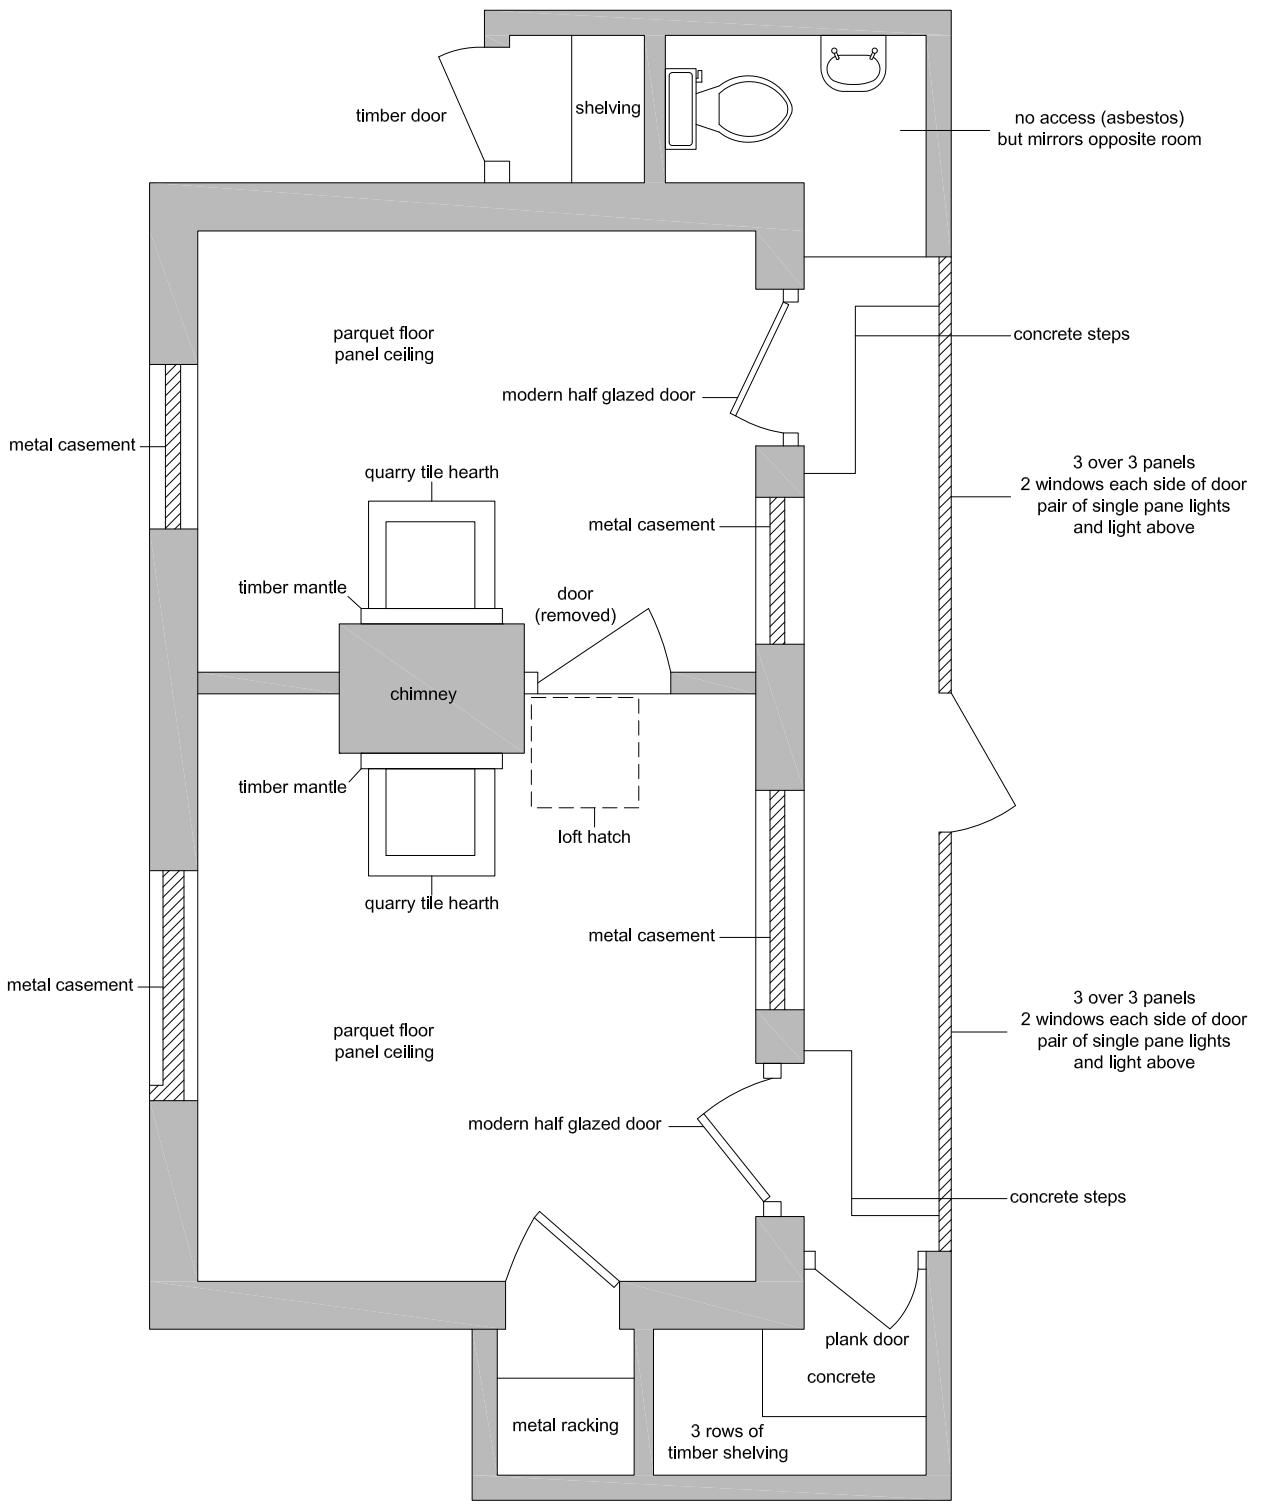 timber door
shelving
no access (asbestos)
but mirrors opposite room
parquet floor
panel ceiling
concrete steps
modern half glazed door
metal casement
quarry tile hearth
3 over 3 panels
2 windows each side of door
pair of single pane lights
and light above
metal casement
timber mantle
door
(removed)
chimney
timber mantle
loft hatch
quarry tile hearth
metal casement
metal casement
parquet floor
panel ceiling
3 over 3 panels
2 windows each side of door
pair of single pane lights
and light above
modern half glazed door
concrete steps
plank door
concrete
metal racking
3 rows of
timber shelving